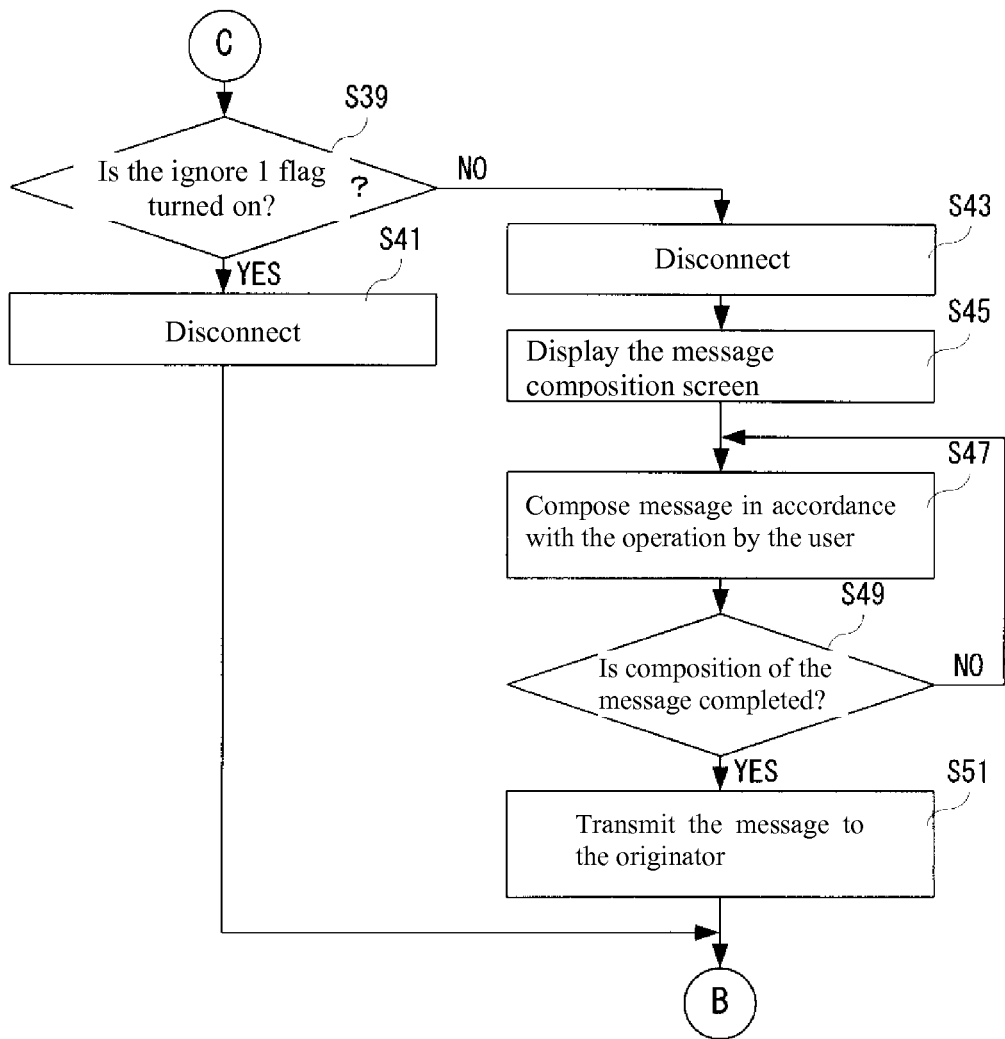 C
S39
Is the ignore 1 flag ?
turned on?
NO
S41
YES
Disconnect
S43
Disconnect
S45
Display the message
composition screen
S47
Compose message in accordance
with the operation by the user
S49
Is composition of the
message completed?
NO
YES
S51
Transmit the message to
the originator
B